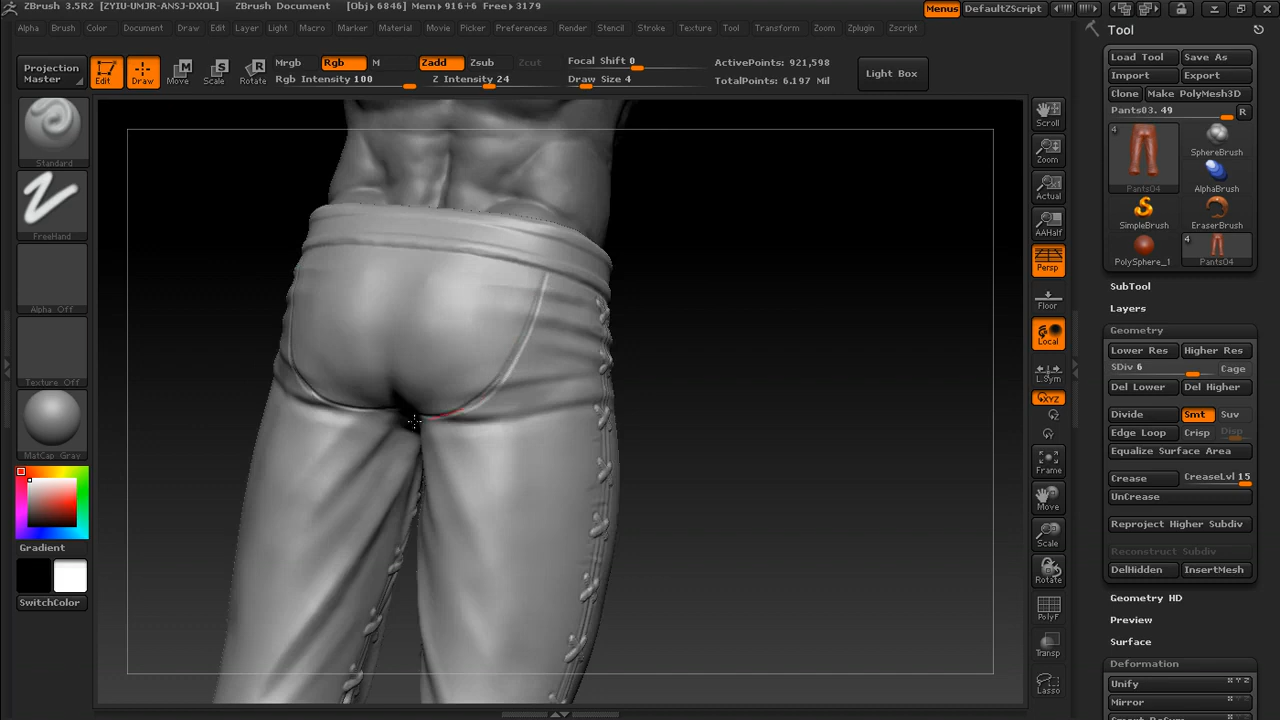 ZBrush 3.5R2 [ZYIU-UMJR-ANSJ-DXOL] ZBrush Document [Obj▸6846] Mem▸916+6 Free▸3179 Menus DefaultZScript
Alpha Brush Color Document Draw Edit Layer Light Macro Marker Material Movie Picker Preferences Render Stencil Stroke Texture Tool Transform Zoom Zplugin Zscript
Projection Master
Edit
Draw
Move
Scale
Rotate
Mrgb Rgb M
Rgb Intensity 100
Zadd Zsub Zcut
Z Intensity 24
Focal Shift 0
Draw Size 4
ActivePoints: 921,598
TotalPoints: 6.197 Mil
Light Box
Standard
FreeHand
Alpha Off
Texture Off
MatCap Gray
Gradient
SwitchColor
Scroll
Zoom
Actual
AAHalf
Persp
Floor
Local
L.Sym
XYZ
Frame
Move
Scale
Rotate
PolyF
Transp
Lasso
Tool
Load Tool Save As
Import Export
Clone Make PolyMesh3D
Pants03. 49 R
4
Pants04
SphereBrush
AlphaBrush
SimpleBrush
EraserBrush
PolySphere_1
4
Pants04
SubTool
Layers
Geometry
Lower Res Higher Res
SDiv 6 Cage
Del Lower Del Higher
Divide Smt Suv
Edge Loop Crisp Disp
Equalize Surface Area
Crease CreaseLvl 15
UnCrease
Reproject Higher Subdiv
Reconstruct Subdiv
DelHidden InsertMesh
Geometry HD
Preview
Surface
Deformation
Unify
Mirror